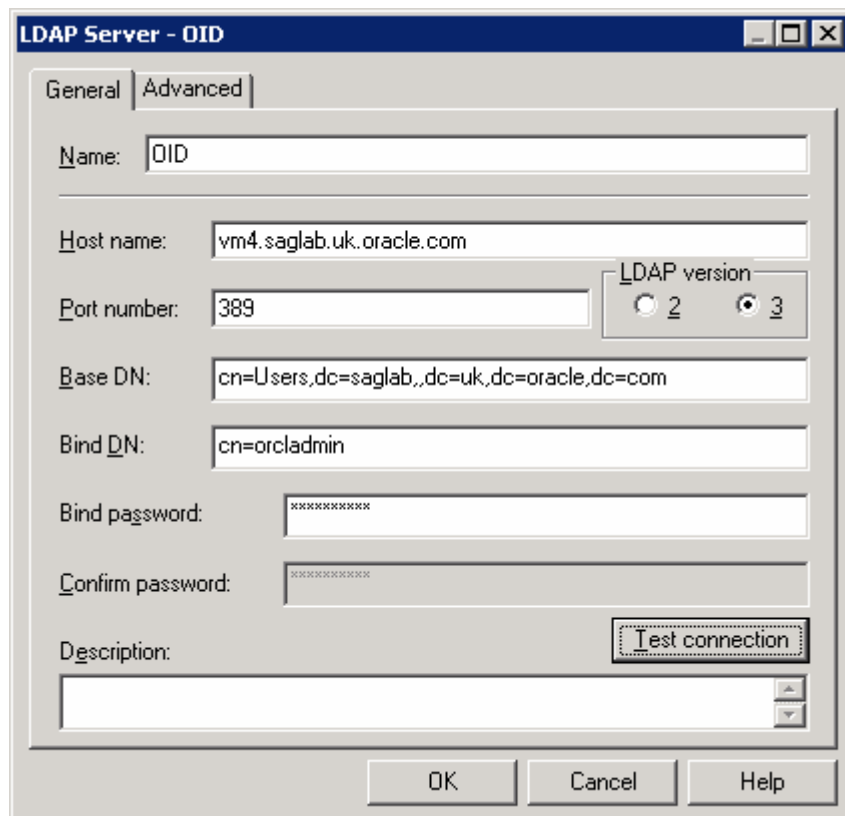 LDAP Server - OID
General
Advanced
Name: OID
Host name: vm4.saglab.uk.oracle.com
LDAP version
Port number: 389
2
3
Base DN: cn=Users,dc=saglab,,dc=uk,dc=oracle,dc=com
Bind DN: cn=orcladmin
Bind password: **********
Confirm password: **********
Test connection
Description:
OK
Cancel
Help